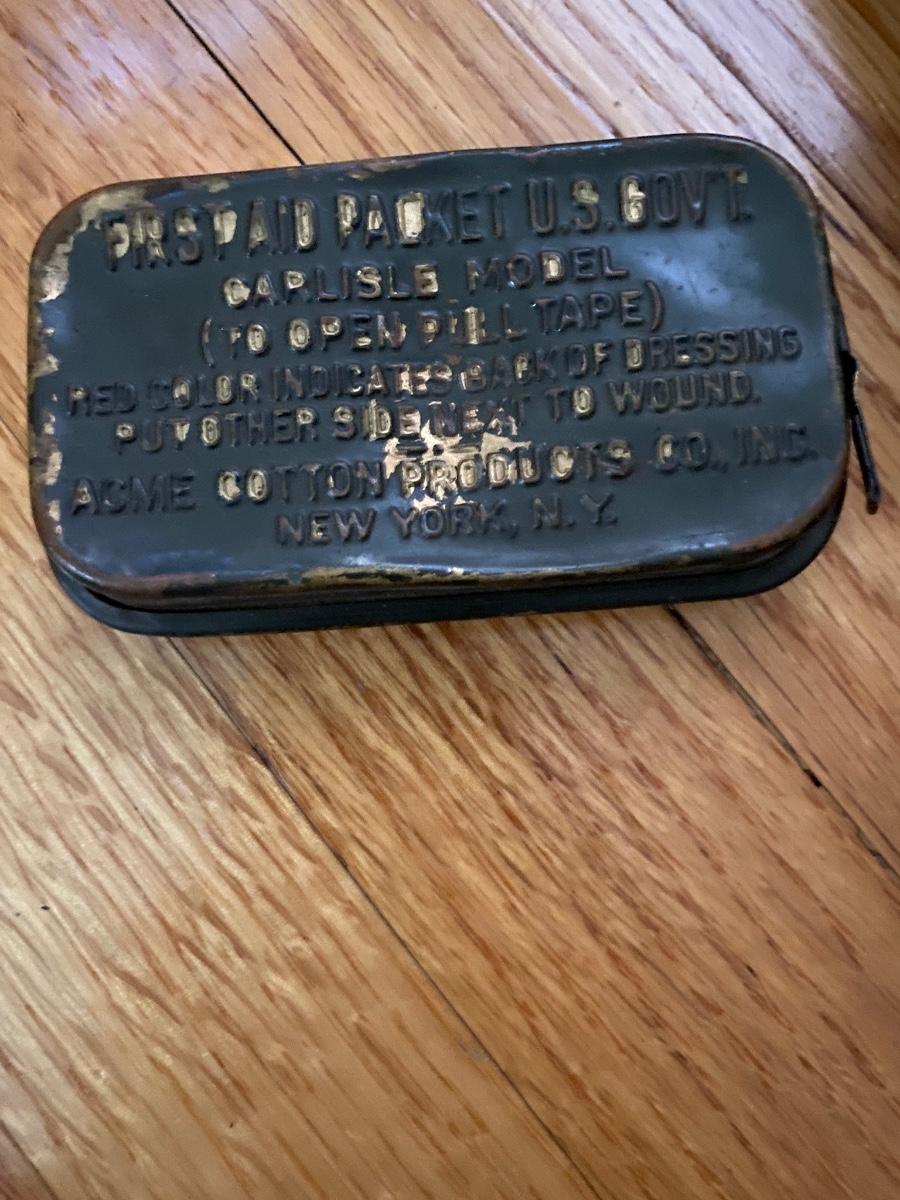 FIRST AID PACKET U.S. GOV'T.
CARLISLE MODEL
(TO OPEN PULL TAPE)
RED COLOR INDICATES BACK OF DRESSING
PUT OTHER SIDE NEXT TO WOUND.
ACME COTTON PRODUCTS CO., INC.
NEW YORK, N.Y.